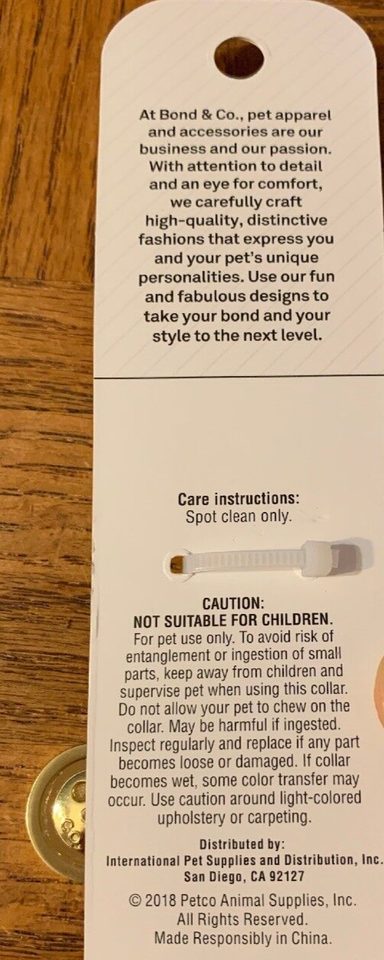 At Bond & Co., pet apparel
and accessories are our
business and our passion.
With attention to detail
and an eye for comfort,
we carefully craft
high-quality, distinctive
fashions that express you
and your pet's unique
personalities. Use our fun
and fabulous designs to
take your bond and your
style to the next level.
Care instructions:
Spot clean only.
CAUTION:
NOT SUITABLE FOR CHILDREN.
For pet use only. To avoid risk of
entanglement or ingestion of small
parts, keep away from children and
supervise pet when using this collar.
Do not allow your pet to chew on the
collar. May be harmful if ingested.
Inspect regularly and replace if any part
becomes loose or damaged. If collar
becomes wet, some color transfer may
occur. Use caution around light-colored
upholstery or carpeting.
Distributed by:
International Pet Supplies and Distribution, Inc.
San Diego, CA 92127
© 2018 Petco Animal Supplies, Inc.
All Rights Reserved.
Made Responsibly in China.